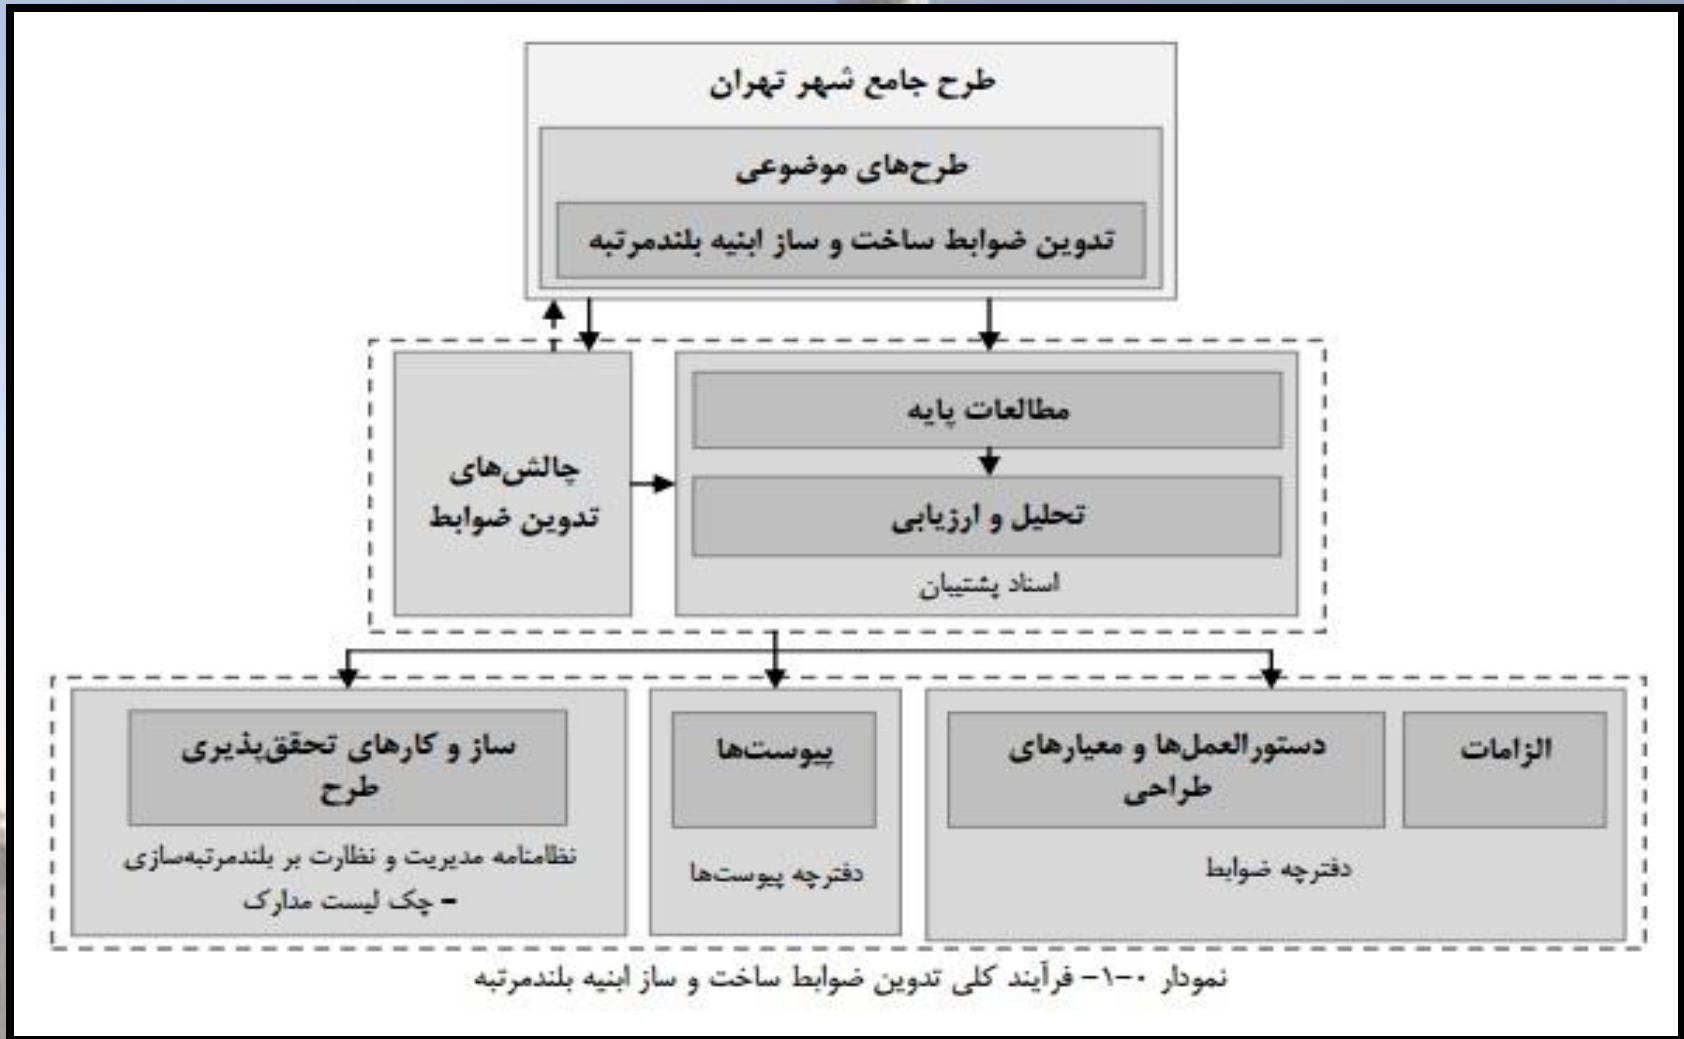 طرح جامع شهر تهران
طرح‌های موضوعی
تدوین ضوابط ساخت و ساز ابنیه بلندمرتبه
مطالعات پایه
تحلیل و ارزیابی
اسناد پشتیبان
چالش‌های
تدوین ضوابط
الزامات
دستورالعمل‌ها و معیارهای
طراحی
دفترچه ضوابط
پیوست‌ها
دفترچه پیوست‌ها
ساز و کارهای تحقق‌پذیری
طرح
نظامنامه مدیریت و نظارت بر بلندمرتبه‌سازی
– چک لیست مدارک
نمودار ۰-۱- فرآیند کلی تدوین ضوابط ساخت و ساز ابنیه بلندمرتبه